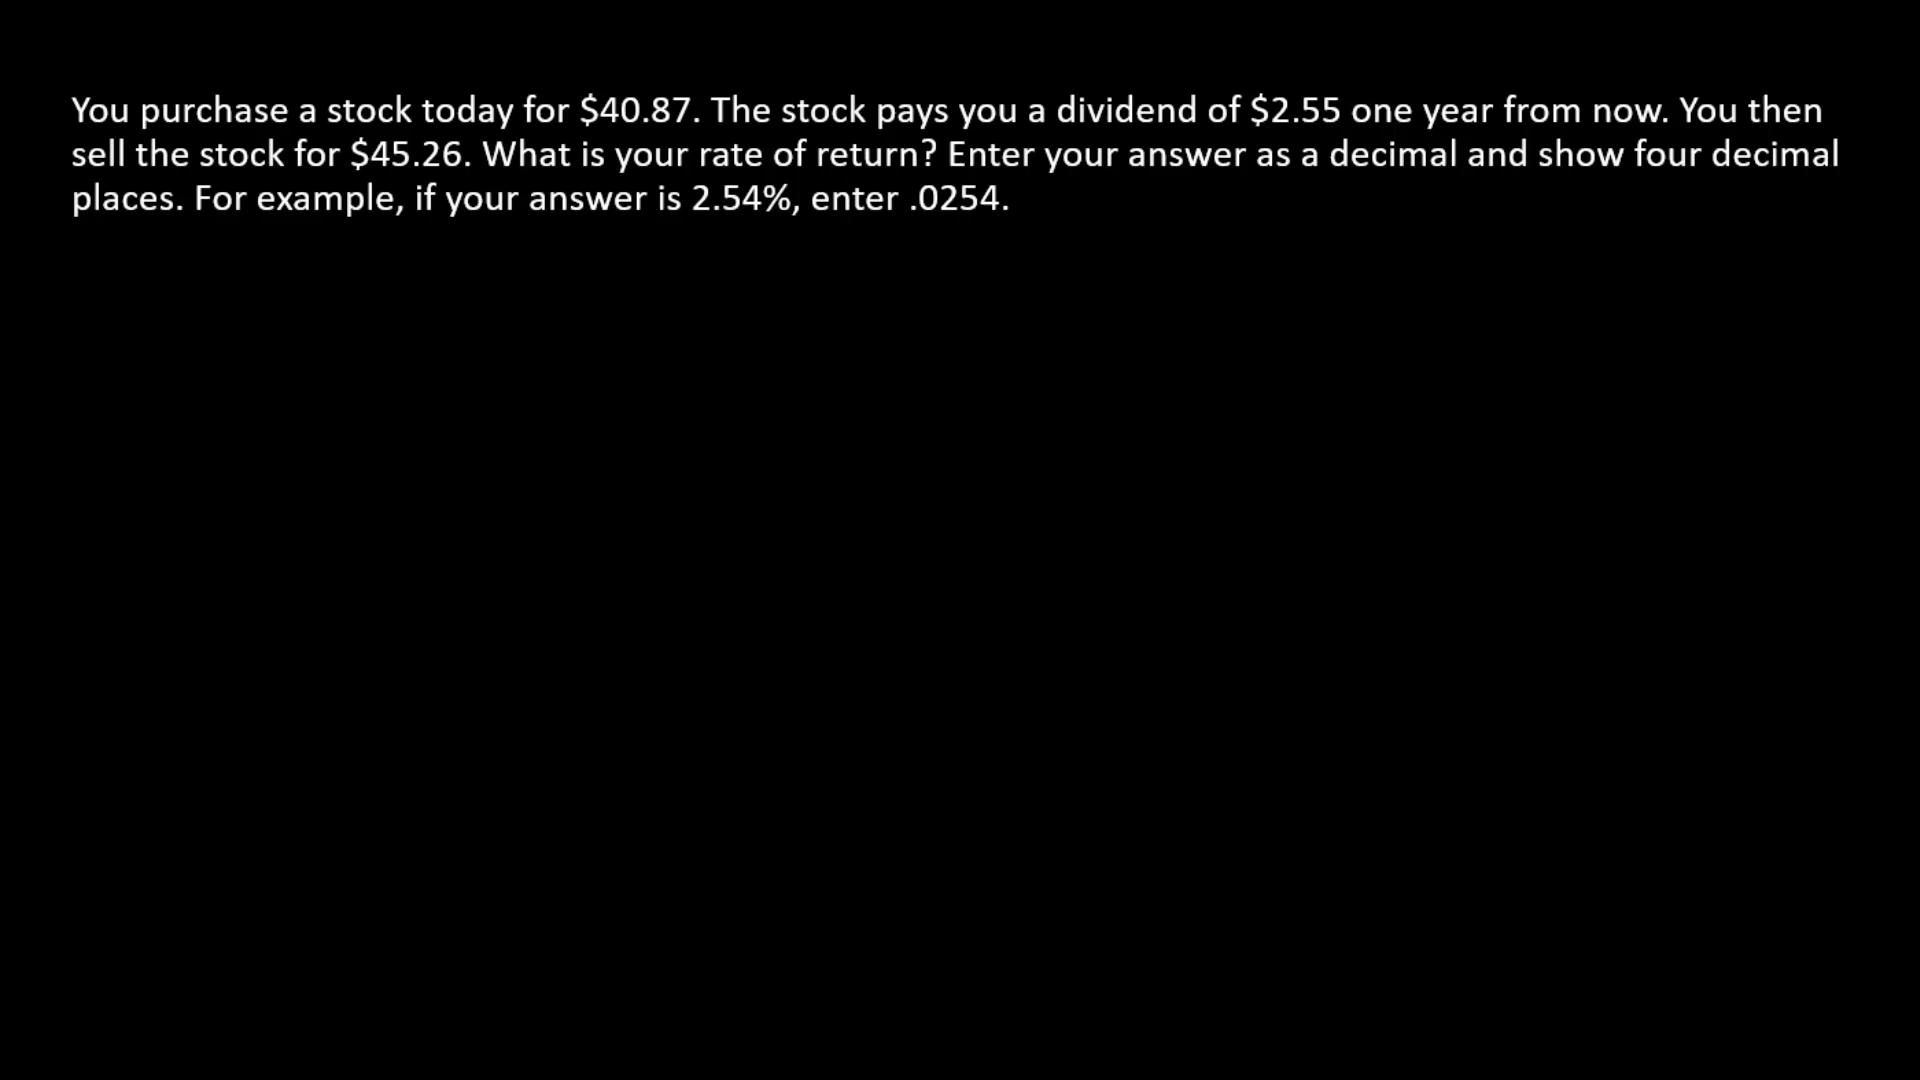 You purchase a stock today for $40.87. The stock pays you a dividend of $2.55 one year from now. You then
sell the stock for $45.26. What is your rate of return? Enter your answer as a decimal and show four decimal
places. For example, if your answer is 2.54%, enter .0254.